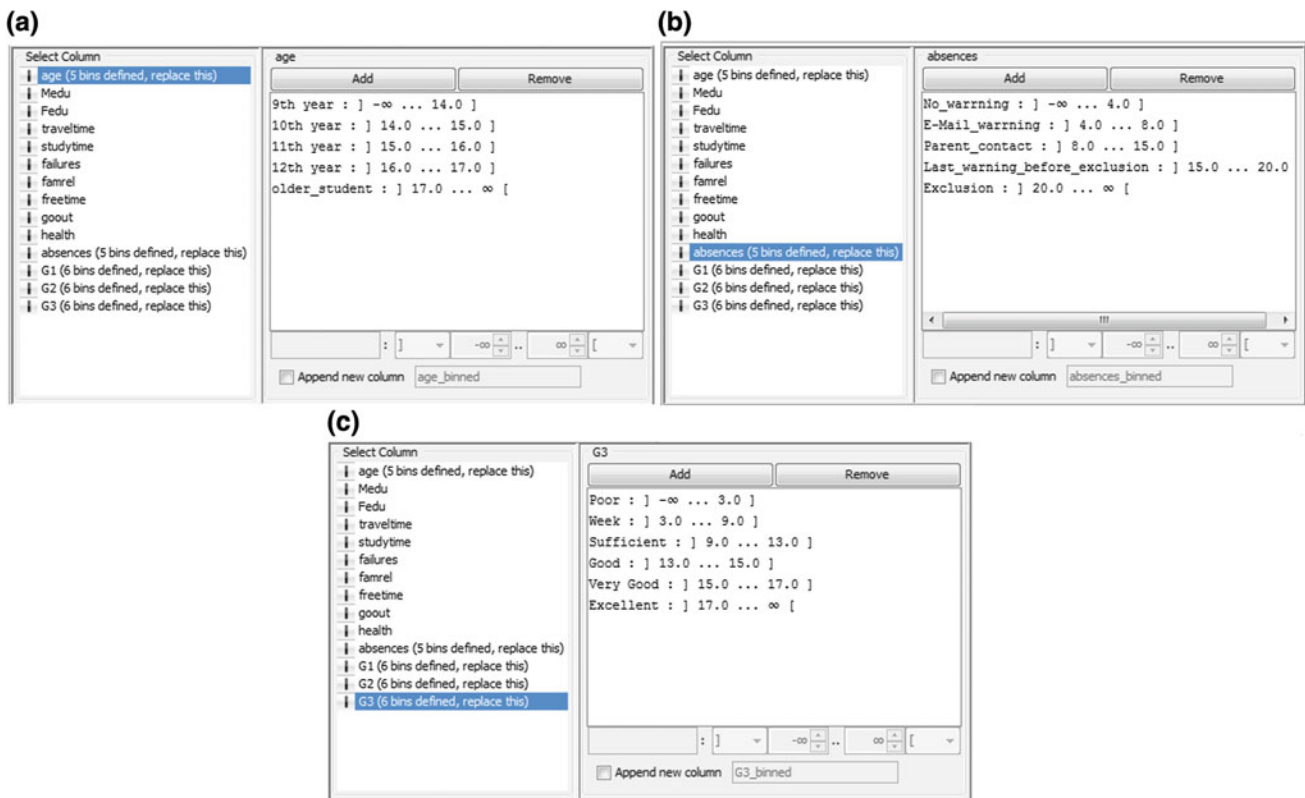 (a)
Select Column
age (5 bins defined, replace this)
Medu
Fedu
traveltime
studytime
failures
famrel
freetime
goout
health
absences (5 bins defined, replace this)
G1 (6 bins defined, replace this)
G2 (6 bins defined, replace this)
G3 (6 bins defined, replace this)
age
Add Remove
9th year : ] -∞ ... 14.0 ]
10th year : ] 14.0 ... 15.0 ]
11th year : ] 15.0 ... 16.0 ]
12th year : ] 16.0 ... 17.0 ]
older_student : ] 17.0 ... ∞ [
: ] -∞ .. ∞ [
Append new column age_binned
(b)
Select Column
age (5 bins defined, replace this)
Medu
Fedu
traveltime
studytime
failures
famrel
freetime
goout
health
absences (5 bins defined, replace this)
G1 (6 bins defined, replace this)
G2 (6 bins defined, replace this)
G3 (6 bins defined, replace this)
absences
Add Remove
No_warrning : ] -∞ ... 4.0 ]
E-Mail_warrning : ] 4.0 ... 8.0 ]
Parent_contact : ] 8.0 ... 15.0 ]
Last_warning_before_exclusion : ] 15.0 ... 20.0
Exclusion : ] 20.0 ... ∞ [
: ] -∞ .. ∞ [
Append new column absences_binned
(c)
Select Column
age (5 bins defined, replace this)
Medu
Fedu
traveltime
studytime
failures
famrel
freetime
goout
health
absences (5 bins defined, replace this)
G1 (6 bins defined, replace this)
G2 (6 bins defined, replace this)
G3 (6 bins defined, replace this)
G3
Add Remove
Poor : ] -∞ ... 3.0 ]
Week : ] 3.0 ... 9.0 ]
Sufficient : ] 9.0 ... 13.0 ]
Good : ] 13.0 ... 15.0 ]
Very Good : ] 15.0 ... 17.0 ]
Excellent : ] 17.0 ... ∞ [
: ] -∞ .. ∞ [
Append new column G3_binned